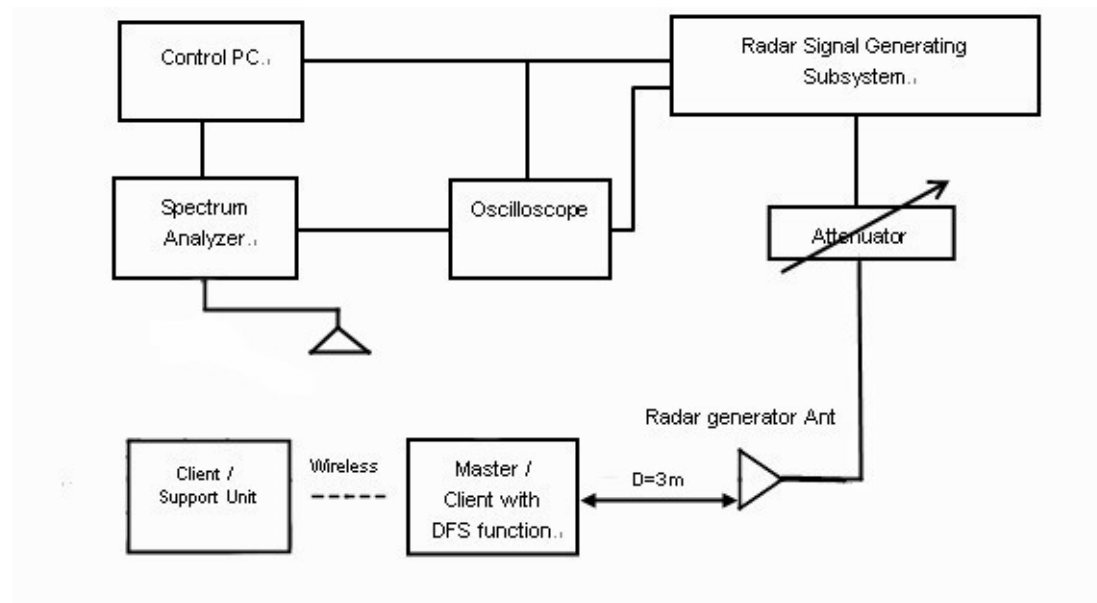 Control PC.
Radar Signal Generating
Subsystem.
Spectrum
Analyzer.
Oscilloscope
Attenuator
Radar generator Ant
Client /
Support Unit
Wireless
Master /
Client with
DFS function.
D=3m